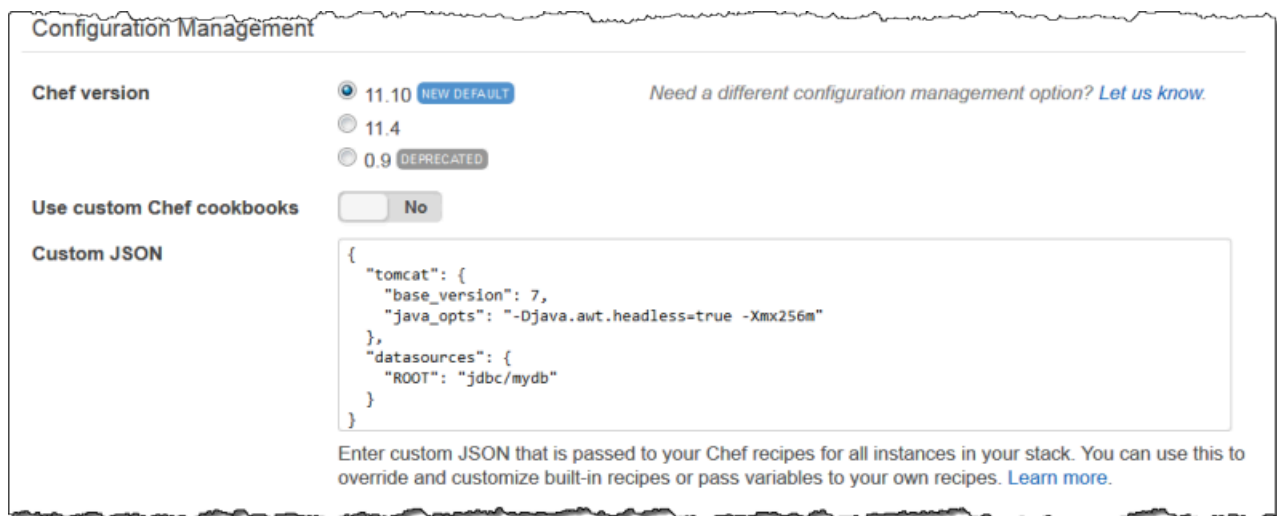 Configuration Management
Chef version
11.10 NEW DEFAULT
Need a different configuration management option? Let us know.
11.4
0.9 DEPRECATED
Use custom Chef cookbooks
No
Custom JSON
{
"tomcat": {
"base_version": 7,
"java_opts": "-Djava.awt.headless=true -Xmx256m"
},
"datasources": {
"ROOT": "jdbc/mydb"
}
}
Enter custom JSON that is passed to your Chef recipes for all instances in your stack. You can use this to
override and customize built-in recipes or pass variables to your own recipes. Learn more.